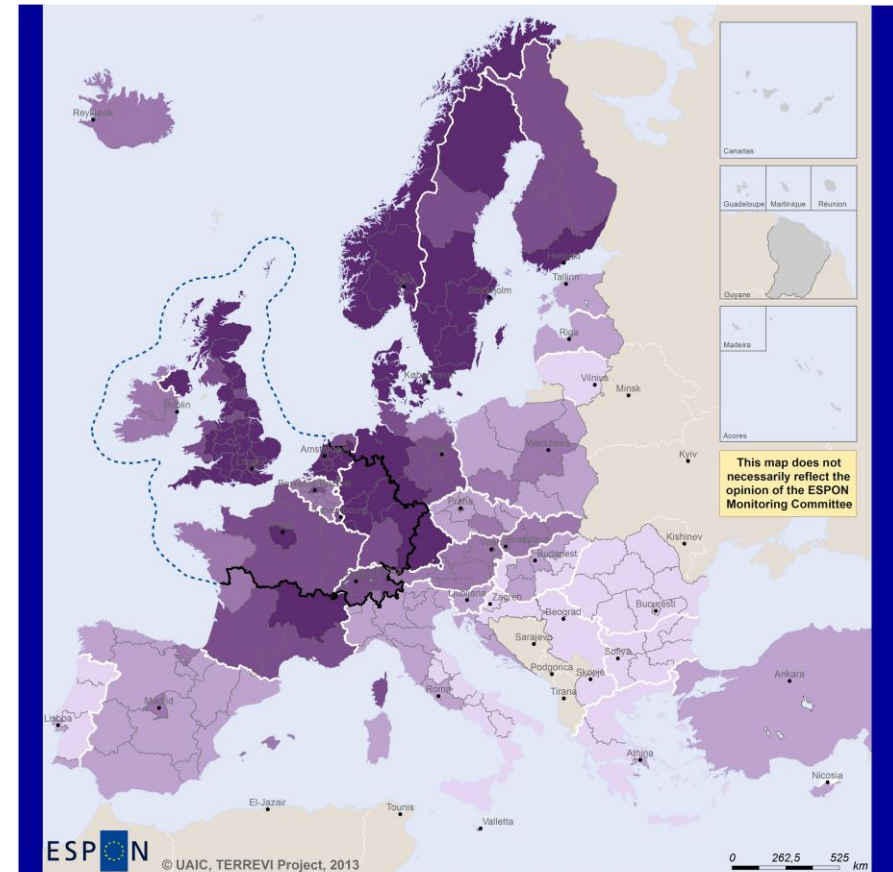 Reykjavik
Canarias
Guadeloupe Martinique Réunion
Guyane
Madeira
Acores
This map does not
necessarily reflect the
opinion of the ESPON
Monitoring Committee
Oslo
Helsinki
Tallinn
Stockholm
Riga
København
Vilnius
Minsk
Dublin
Warszawa
Kyiv
Praha
Kishinev
Budapest
Ljubljana
Zagreb
Beograd
Bucuresti
Sarajevo
Sofiya
Podgorica
Skopje
Tirana
Roma
Madrid
Lisboa
Ankara
Athina
Nicosia
El-Jazair
Tounis
Valletta
ESPON
© UAIC, TERREVI Project, 2013
0 262,5 525
km